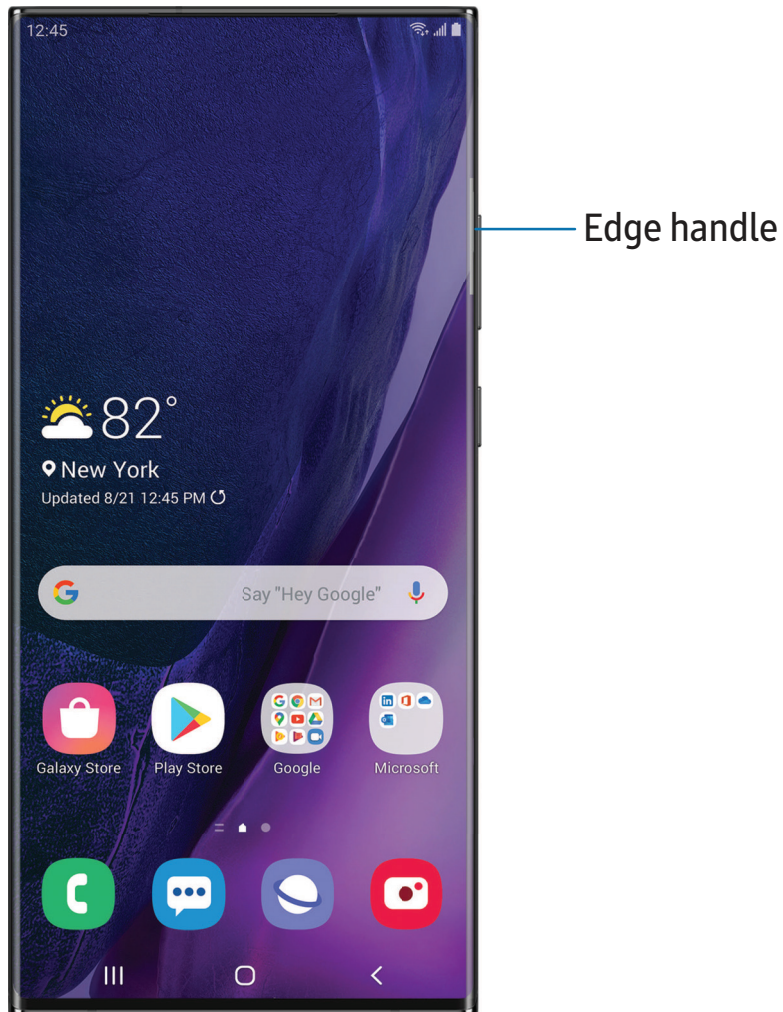 12:45
Edge handle
82°
New York
Updated 8/21 12:45 PM
Say "Hey Google"
Galaxy Store Play Store Google Microsoft